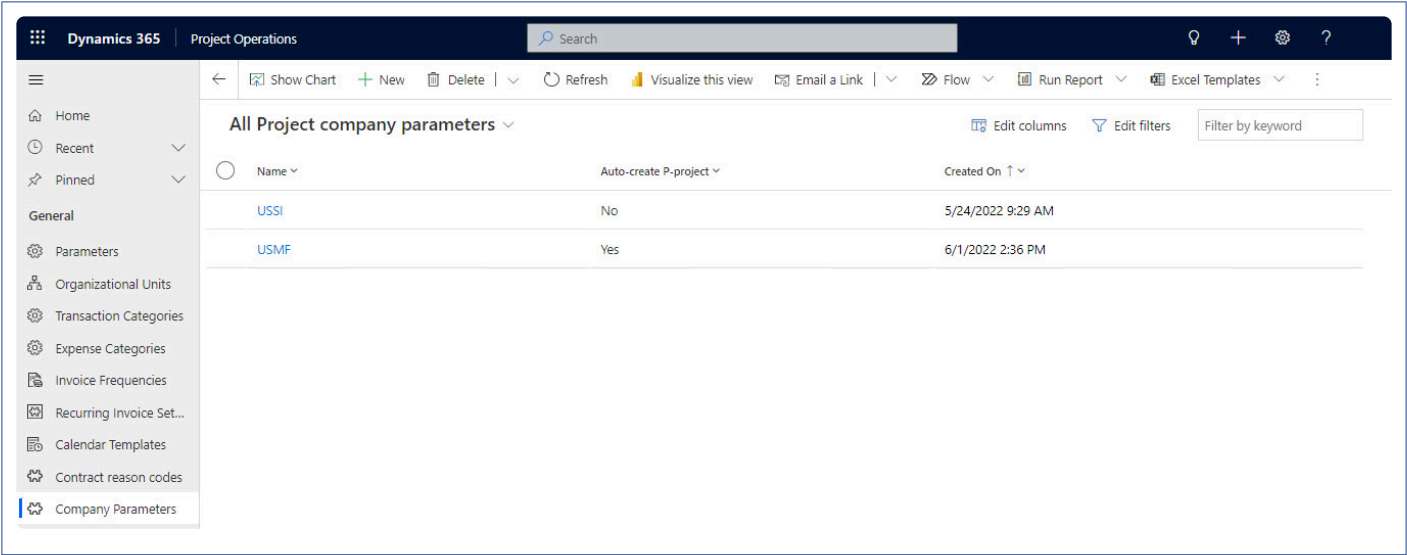 Dynamics 365 Project Operations Search ?
Show Chart New Delete Refresh Visualize this view Email a Link Flow Run Report Excel Templates
Home
Recent
Pinned
General
Parameters
Organizational Units
Transaction Categories
Expense Categories
Invoice Frequencies
Recurring Invoice Set...
Calendar Templates
Contract reason codes
Company Parameters
All Project company parameters
Edit columns Edit filters Filter by keyword
Name Auto-create P-project Created On
USSI No 5/24/2022 9:29 AM
USMF Yes 6/1/2022 2:36 PM